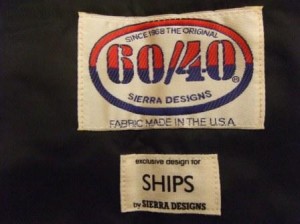 SINCE 1968 THE ORIGINAL
60/40®
SIERRA DESIGNS
FABRIC MADE IN THE U.S.A.
exclusive design for
SHIPS
by SIERRA DESIGNS